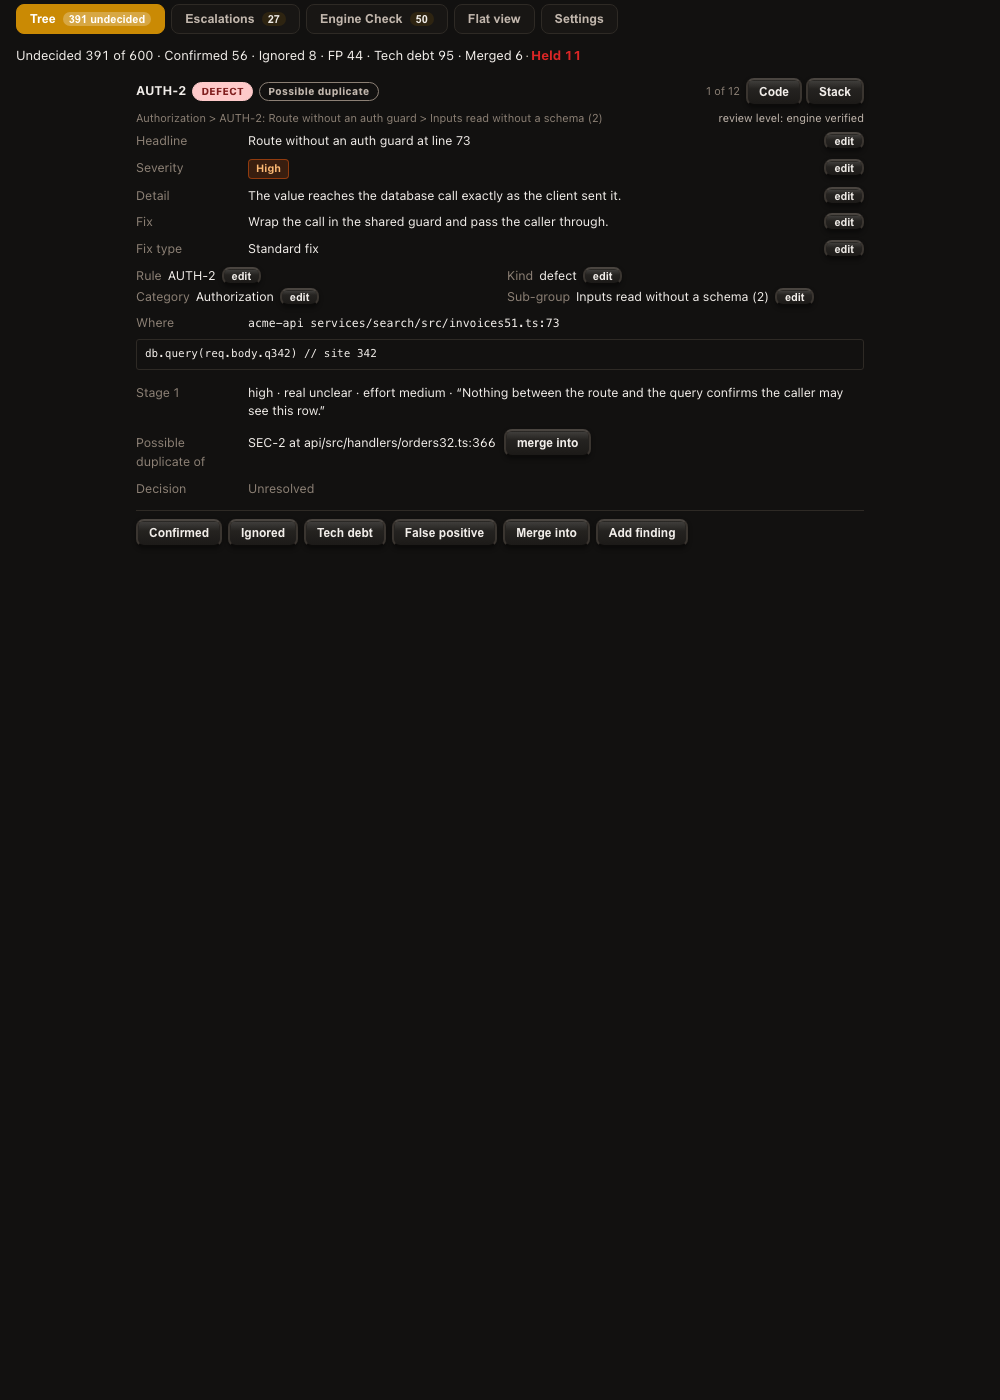 Tree 391 undecided Escalations 27 Engine Check 50 Flat view Settings
Undecided 391 of 600 · Confirmed 56 · Ignored 8 · FP 44 · Tech debt 95 · Merged 6 · Held 11
AUTH-2 DEFECT Possible duplicate 1 of 12 Code Stack
Authorization > AUTH-2: Route without an auth guard > Inputs read without a schema (2) review level: engine verified
Headline Route without an auth guard at line 73 edit
Severity High edit
Detail The value reaches the database call exactly as the client sent it. edit
Fix Wrap the call in the shared guard and pass the caller through. edit
Fix type Standard fix edit
Rule AUTH-2 edit Kind defect edit
Category Authorization edit Sub-group Inputs read without a schema (2) edit
Where acme-api services/search/src/invoices51.ts:73
db.query(req.body.q342) // site 342
Stage 1 high · real unclear · effort medium · “Nothing between the route and the query confirms the caller may
see this row.”
Possible SEC-2 at api/src/handlers/orders32.ts:366 merge into
duplicate of
Decision Unresolved
Confirmed Ignored Tech debt False positive Merge into Add finding